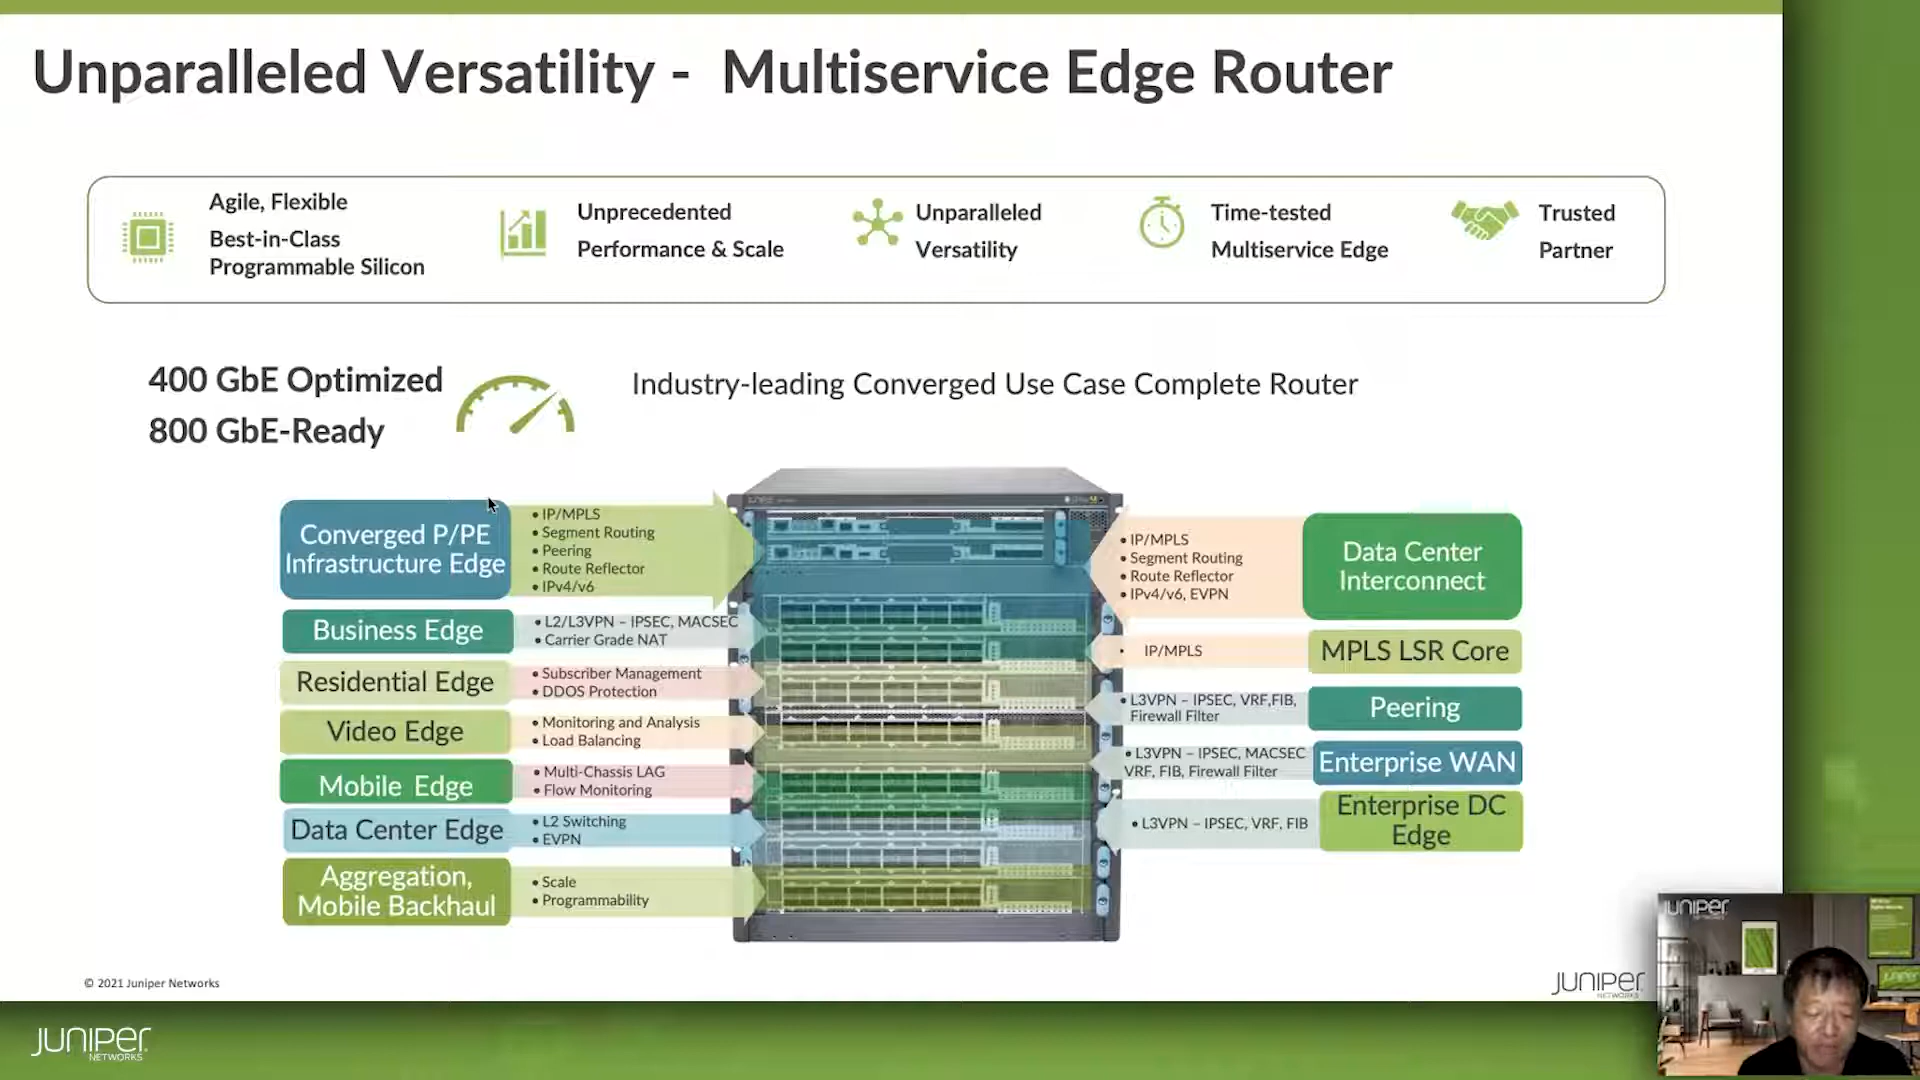 Unparalleled Versatility - Multiservice Edge Router
Agile, Flexible
Best-in-Class
Programmable Silicon
Unprecedented
Performance & Scale
Unparalleled
Versatility
Time-tested
Multiservice Edge
Trusted
Partner
400 GbE Optimized
800 GbE-Ready
Industry-leading Converged Use Case Complete Router
Converged P/PE
Infrastructure Edge
• IP/MPLS
• Segment Routing
• Peering
• Route Reflector
• IPv4/v6
Business Edge
• L2/L3VPN – IPSEC, MACSEC
• Carrier Grade NAT
Residential Edge
• Subscriber Management
• DDOS Protection
Video Edge
• Monitoring and Analysis
• Load Balancing
Mobile Edge
• Multi-Chassis LAG
• Flow Monitoring
Data Center Edge
• L2 Switching
• EVPN
Aggregation,
Mobile Backhaul
• Scale
• Programmability
• IP/MPLS
• Segment Routing
• Route Reflector
• IPv4/v6, EVPN
Data Center
Interconnect
• IP/MPLS
MPLS LSR Core
• L3VPN – IPSEC, VRF,FIB,
Firewall Filter
Peering
• L3VPN – IPSEC, MACSEC
VRF, FIB, Firewall Filter
Enterprise WAN
• L3VPN – IPSEC, VRF, FIB
Enterprise DC
Edge
© 2021 Juniper Networks
JUNIPEr
NETWORKS
JUNIPEr
NETWORKS
JUNIPEr